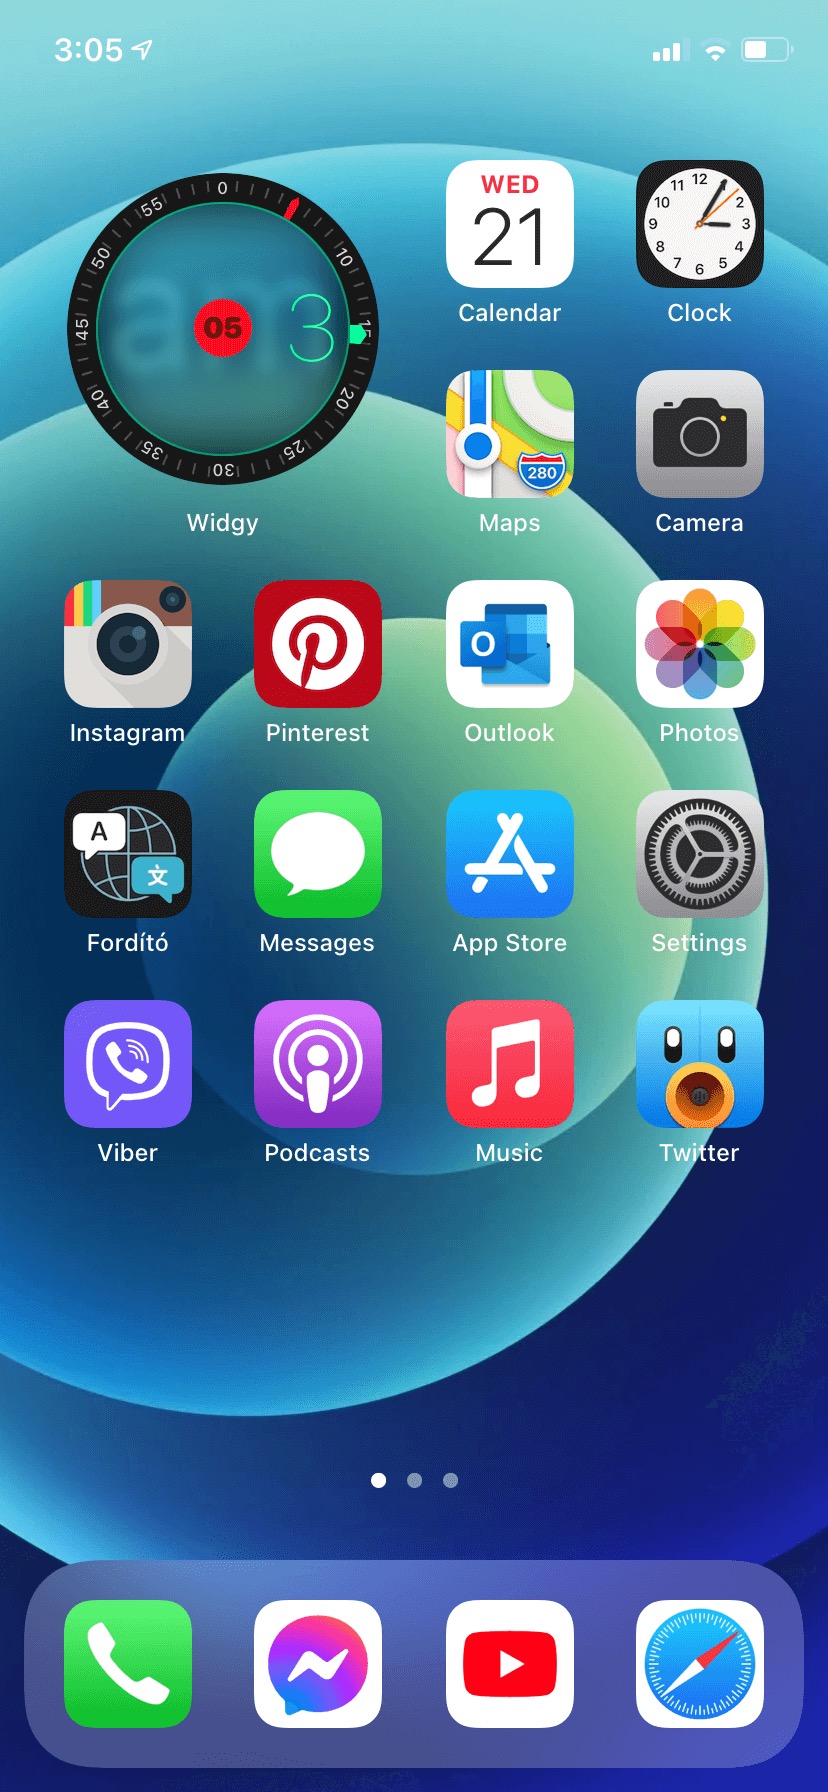 3:05
0
55
50
10
45
am
05
3
15
40
20
35
30
25
Widgy
WED
21
Calendar
12
11
10
2
9
3
8
4
7
6
5
Clock
280
Maps
Camera
Instagram
Pinterest
O
Outlook
Photos
A
文
Fordító
Messages
App Store
Settings
Viber
Podcasts
Music
Twitter